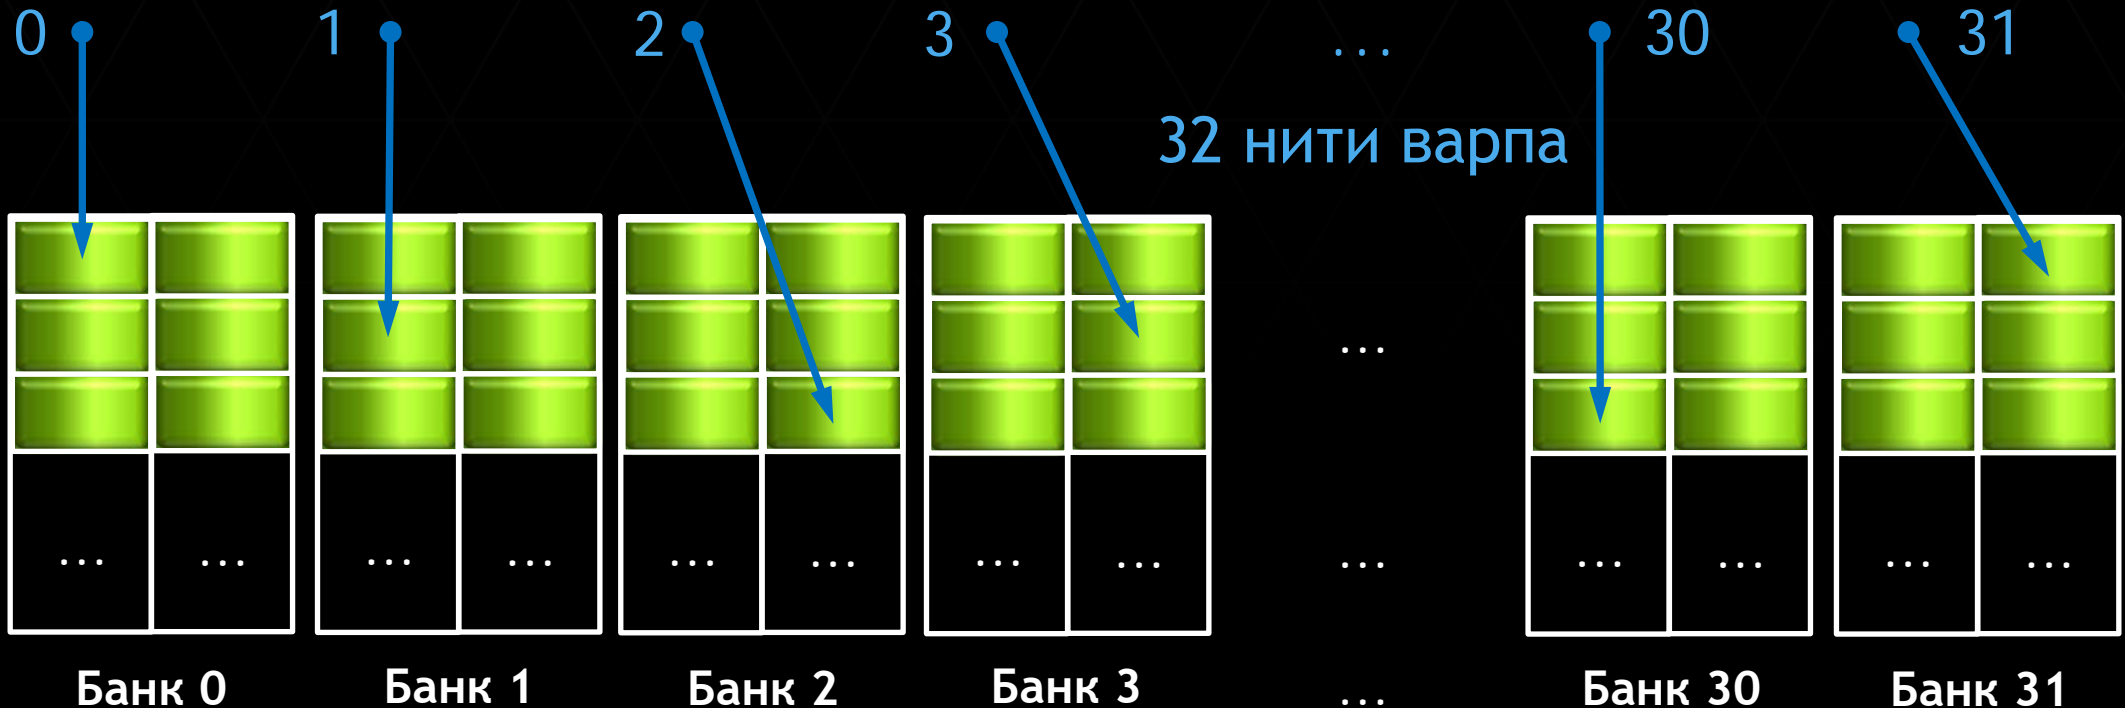 0 1 2 3 ... 30 31
32 нити варпа
...
... ... ... ... ... ... ... ... ... ... ... ... ...
Банк 0 Банк 1 Банк 2 Банк 3 ... Банк 30 Банк 31